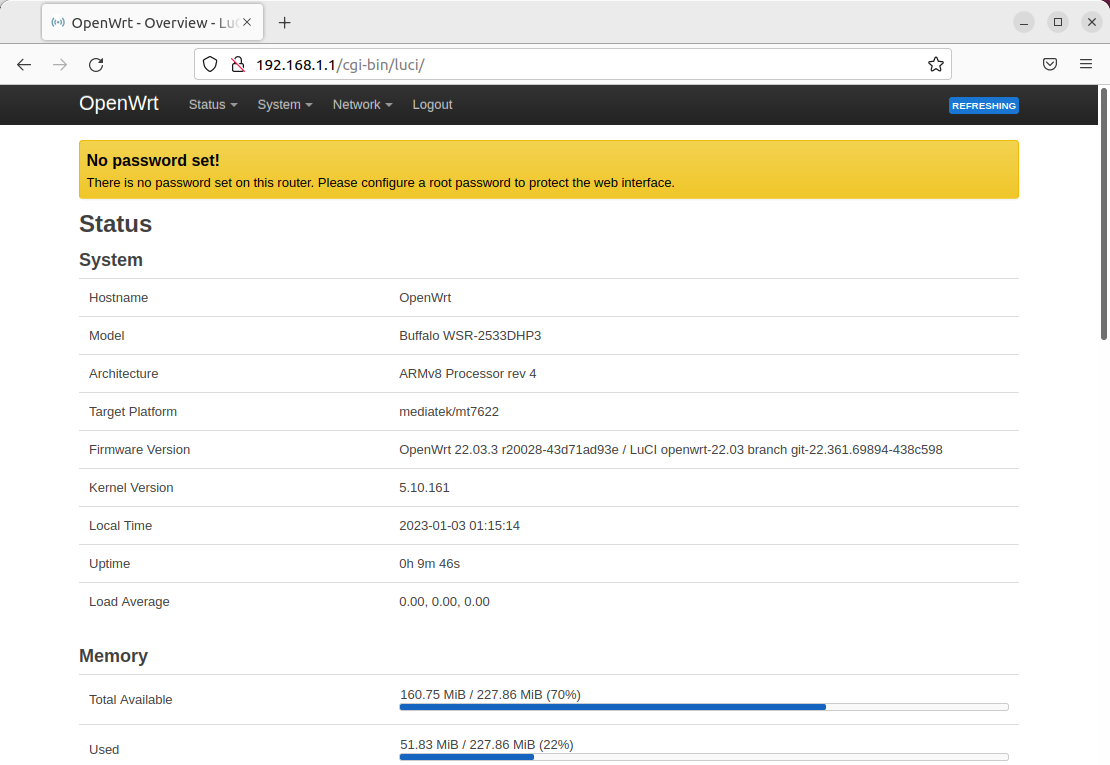 OpenWrt - Overview - Lu
192.168.1.1/cgi-bin/luci/
OpenWrt Status System Network Logout REFRESHING
No password set!
There is no password set on this router. Please configure a root password to protect the web interface.
Status
System
Hostname OpenWrt
Model Buffalo WSR-2533DHP3
Architecture ARMv8 Processor rev 4
Target Platform mediatek/mt7622
Firmware Version OpenWrt 22.03.3 r20028-43d71ad93e / LuCI openwrt-22.03 branch git-22.361.69894-438c598
Kernel Version 5.10.161
Local Time 2023-01-03 01:15:14
Uptime 0h 9m 46s
Load Average 0.00, 0.00, 0.00
Memory
Total Available 160.75 MiB / 227.86 MiB (70%)
Used 51.83 MiB / 227.86 MiB (22%)